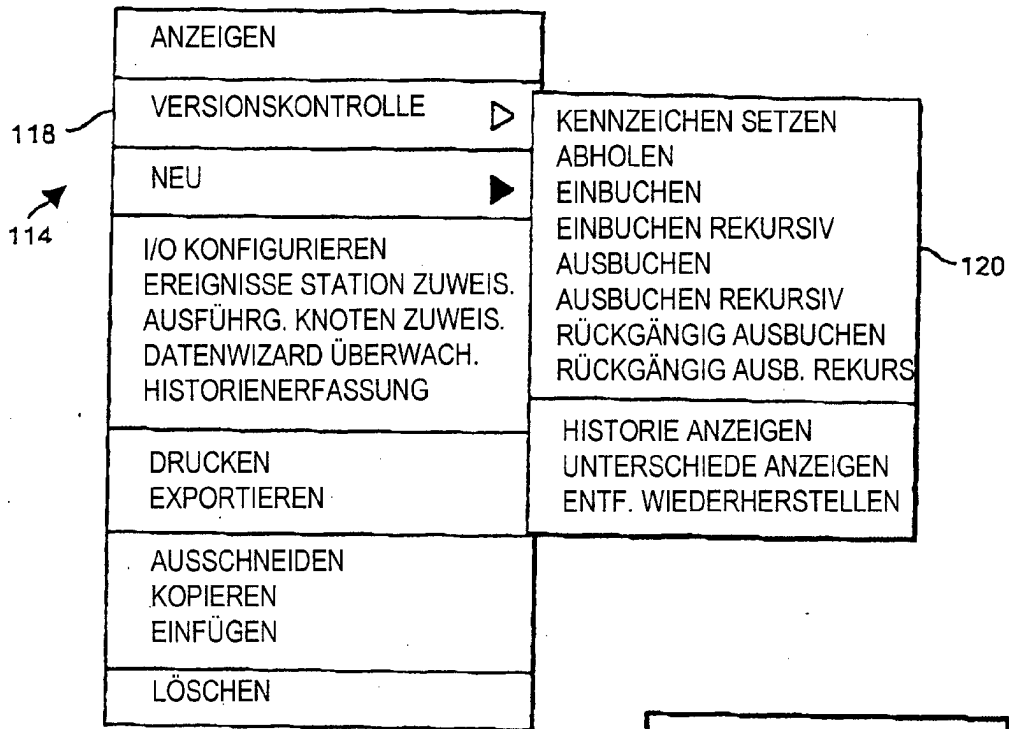 ANZEIGEN
118
VERSIONSKONTROLLE
114
NEU
I/O KONFIGURIEREN
EREIGNISSE STATION ZUWEIS.
AUSFÜHRG. KNOTEN ZUWEIS.
DATENWIZARD ÜBERWACH.
HISTORIENERFASSUNG
DRUCKEN
EXPORTIEREN
AUSSCHNEIDEN
KOPIEREN
EINFÜGEN
LÖSCHEN
KENNZEICHEN SETZEN
ABHOLEN
EINBUCHEN
EINBUCHEN REKURSIV
AUSBUCHEN
AUSBUCHEN REKURSIV
RÜCKGÄNGIG AUSBUCHEN
RÜCKGÄNGIG AUSB. REKURS
120
HISTORIE ANZEIGEN
UNTERSCHIEDE ANZEIGEN
ENTF. WIEDERHERSTELLEN